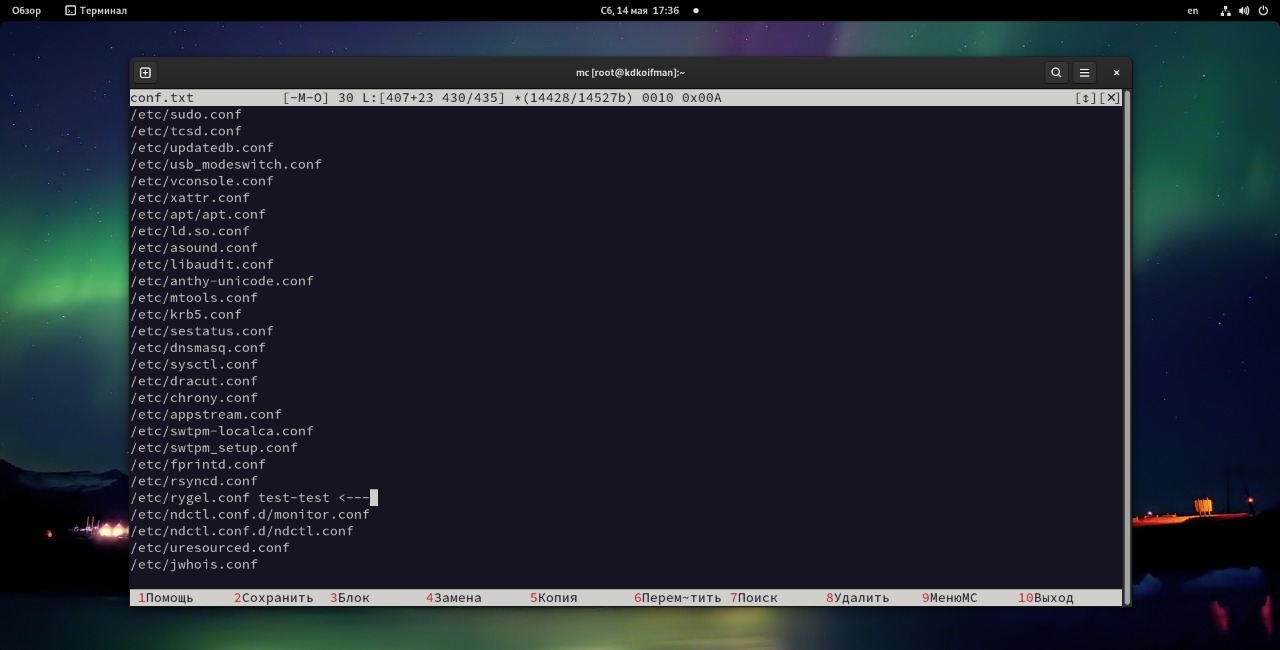 Обзор Терминал Сб, 14 мая 17:36 en
mc [root@kdkoifman]:~
conf.txt [-M-O] 30 L:[407+23 430/435] *(14428/14527b) 0010 0x00A [↕][X]
/etc/sudo.conf
/etc/tcsd.conf
/etc/updatedb.conf
/etc/usb_modeswitch.conf
/etc/vconsole.conf
/etc/xattr.conf
/etc/apt/apt.conf
/etc/ld.so.conf
/etc/asound.conf
/etc/libaudit.conf
/etc/anthy-unicode.conf
/etc/mtools.conf
/etc/krb5.conf
/etc/sestatus.conf
/etc/dnsmasq.conf
/etc/sysctl.conf
/etc/dracut.conf
/etc/chrony.conf
/etc/appstream.conf
/etc/swtpm-localca.conf
/etc/swtpm_setup.conf
/etc/fprintd.conf
/etc/rsyncd.conf
/etc/rygel.conf test-test <---
/etc/ndctl.conf.d/monitor.conf
/etc/ndctl.conf.d/ndctl.conf
/etc/uresourced.conf
/etc/jwhois.conf
1Помощь 2Сохранить 3Блок 4Замена 5Копия 6Перем~тить 7Поиск 8Удалить 9МенюMC 10Выход